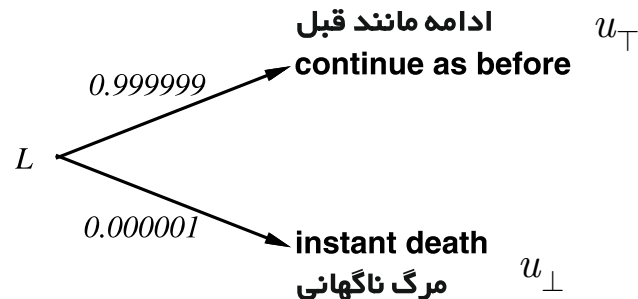 ادامه مانند قبل
u⊤
continue as before
0.999999
L
0.000001
instant death
u⊥
مرگ ناگهانی